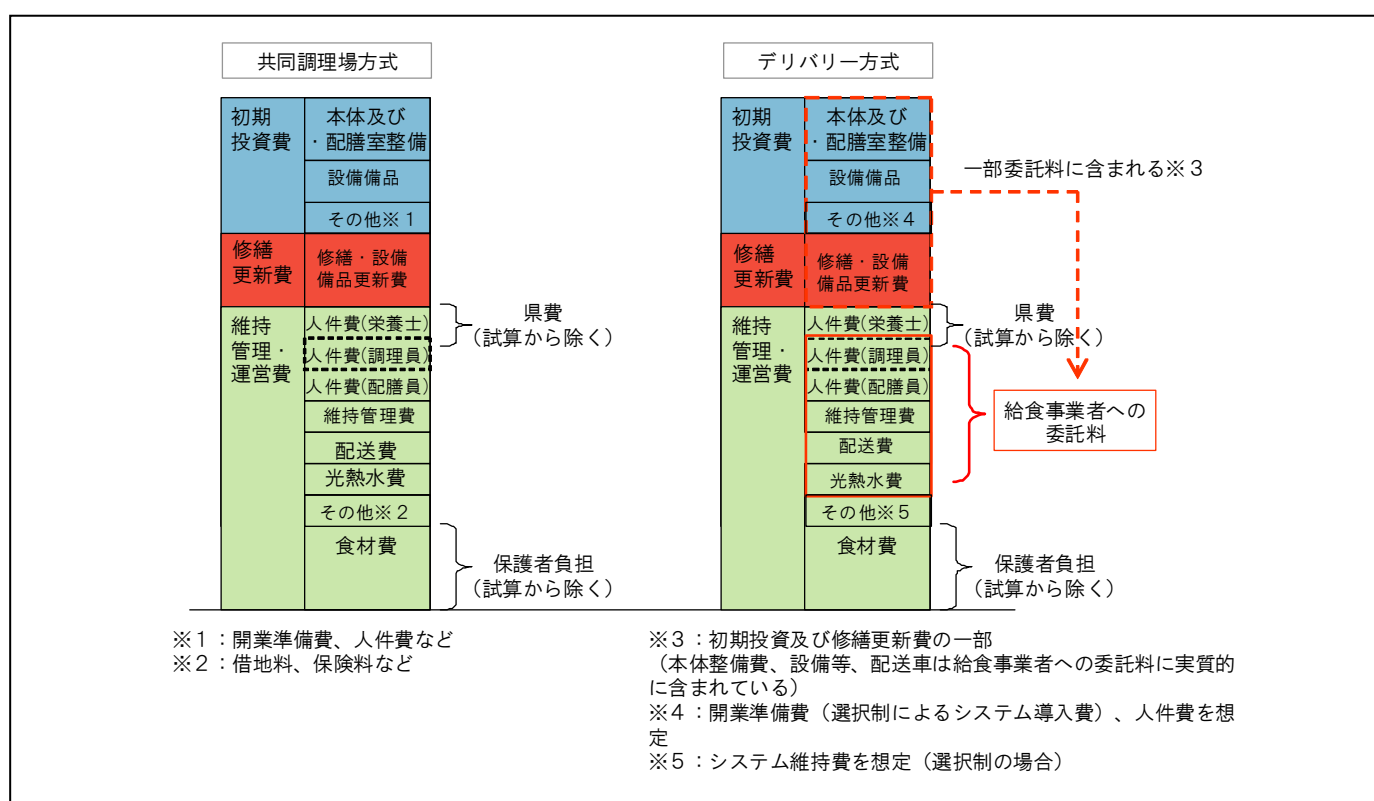 共同調理場方式
初期
投資費
本体及び
・配膳室整備
設備備品
その他※１
修繕
更新費
修繕・設備
備品更新費
維持
管理・
運営費
人件費(栄養士)
人件費(調理員)
人件費(配膳員)
維持管理費
配送費
光熱水費
その他※２
食材費
県費
(試算から除く)
保護者負担
(試算から除く)
※１：開業準備費、人件費など
※２：借地料、保険料など
デリバリー方式
初期
投資費
本体及び
・配膳室整備
設備備品
その他※４
修繕
更新費
修繕・設備
備品更新費
維持
管理・
運営費
人件費(栄養士)
人件費(調理員)
人件費(配膳員)
維持管理費
配送費
光熱水費
その他※５
食材費
一部委託料に含まれる※３
県費
(試算から除く)
給食事業者への
委託料
保護者負担
(試算から除く)
※３：初期投資及び修繕更新費の一部
（本体整備費、設備等、配送車は給食事業者への委託料に実質的
に含まれている）
※４：開業準備費（選択制によるシステム導入費）、人件費を想
定
※５：システム維持費を想定（選択制の場合）